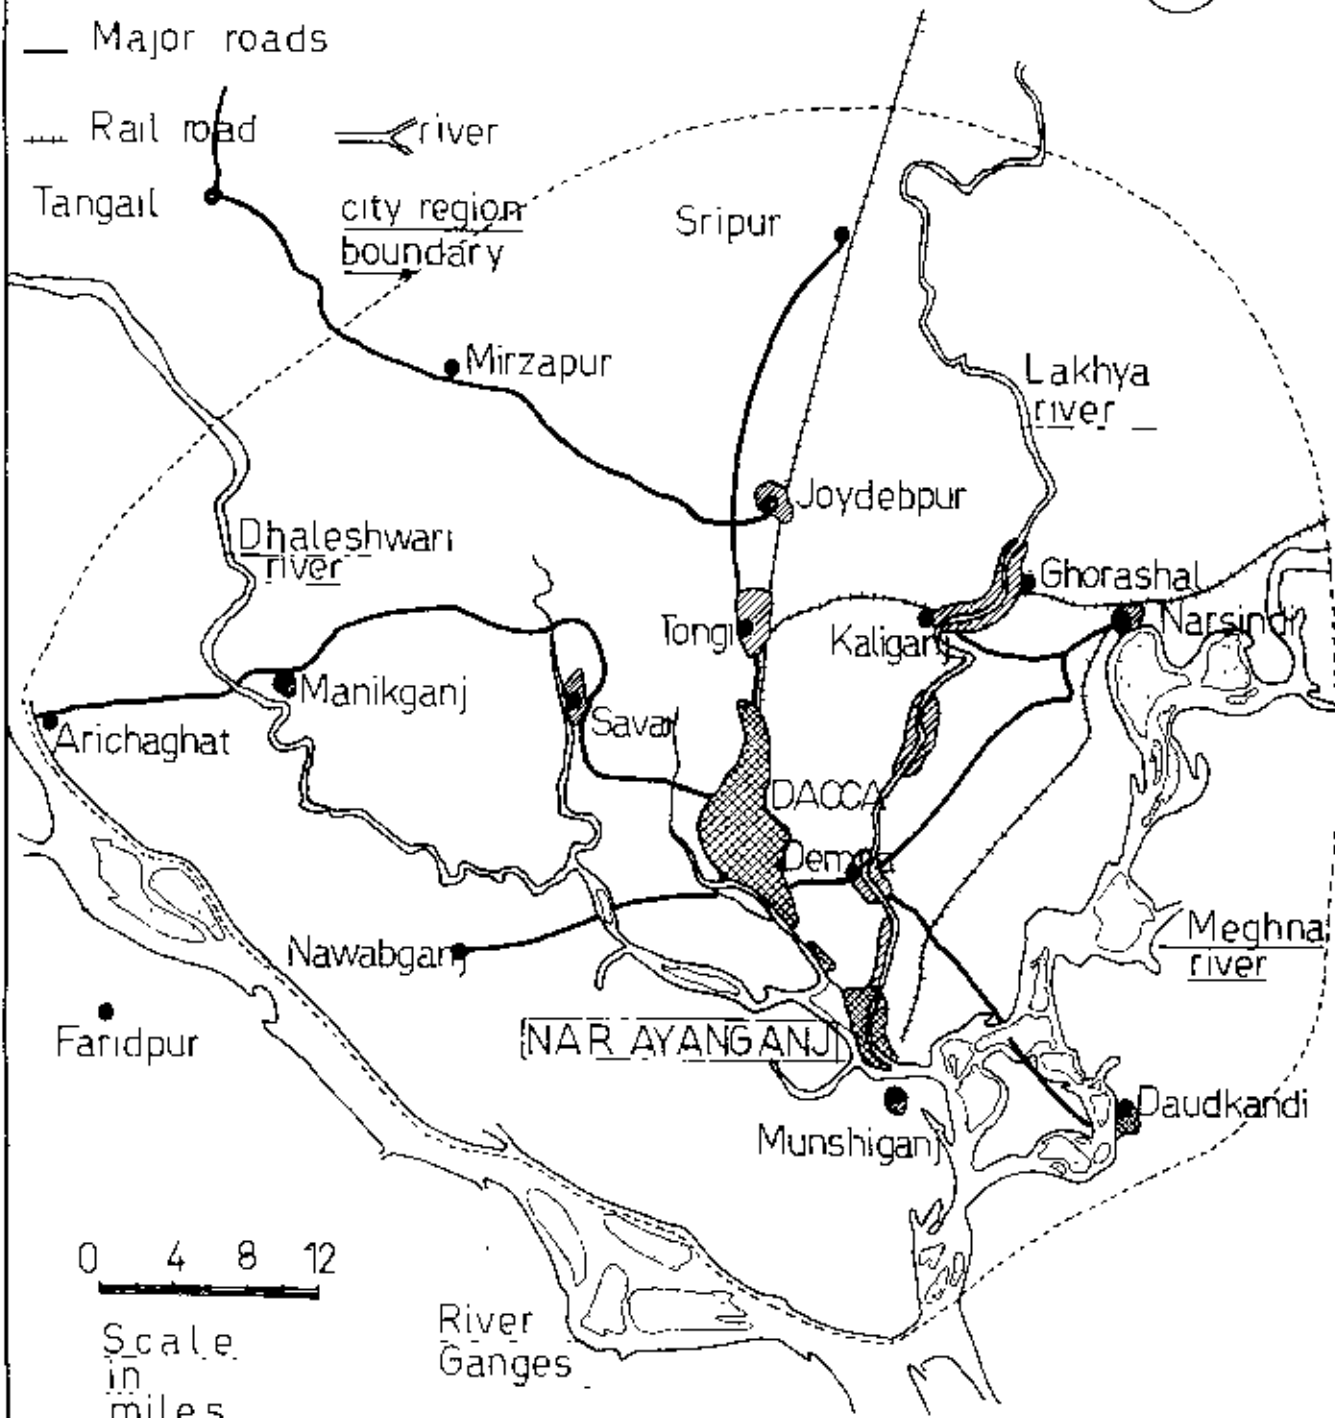 Major roads
Rail road
river
Tangail
city region
boundary
Sripur
Mirzapur
Lakhya
river
Joydebpur
Dhaleshwari
river
Ghorashal
Tongi
Kaliganj
Narsindi
Manikganj
Savar
Arichaghat
DACCA
Demra
Nawabganj
Meghna
river
Faridpur
NARAYANGANJ
Daudkandi
Munshiganj
0 4 8 12
Scale
in
miles
River
Ganges